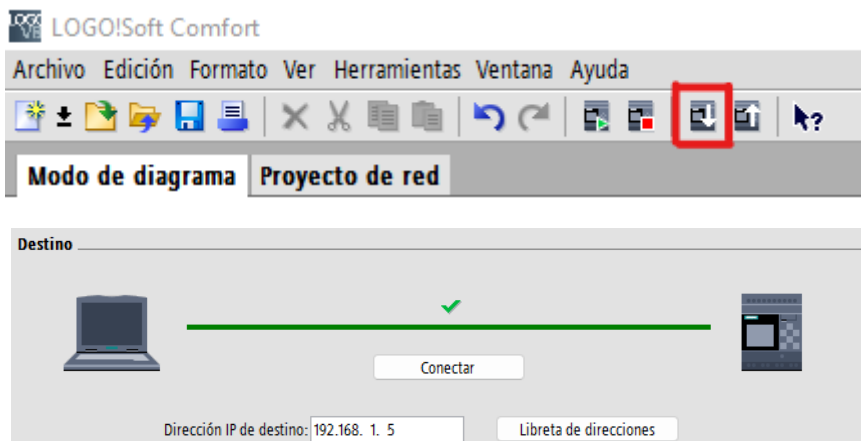 LOGO!Soft Comfort
Archivo Edición Formato Ver Herramientas Ventana Ayuda
Modo de diagrama Proyecto de red
Destino
Conectar
Dirección IP de destino: 192.168. 1. 5 Libreta de direcciones